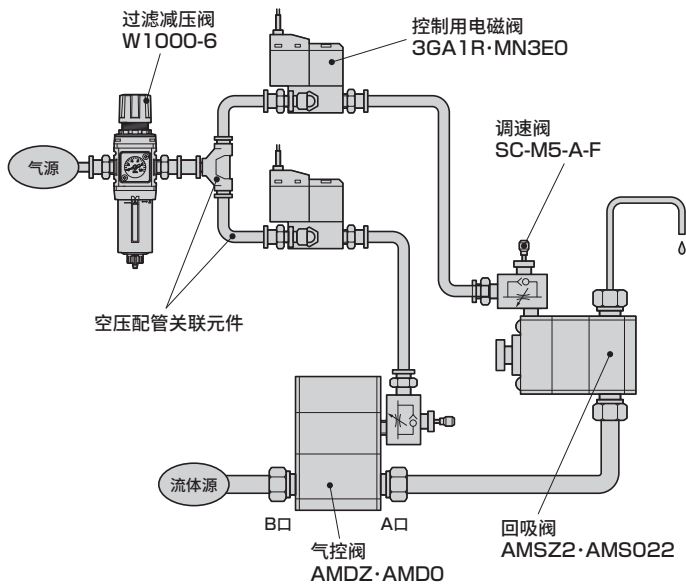 过滤减压阀
W1000-6
控制用电磁阀
3GA1R·MN3E0
调速阀
SC-M5-A-F
气源
空压配管关联元件
流体源
B口
A口
气控阀
AMDZ·AMD0
回吸阀
AMSZ2·AMS022